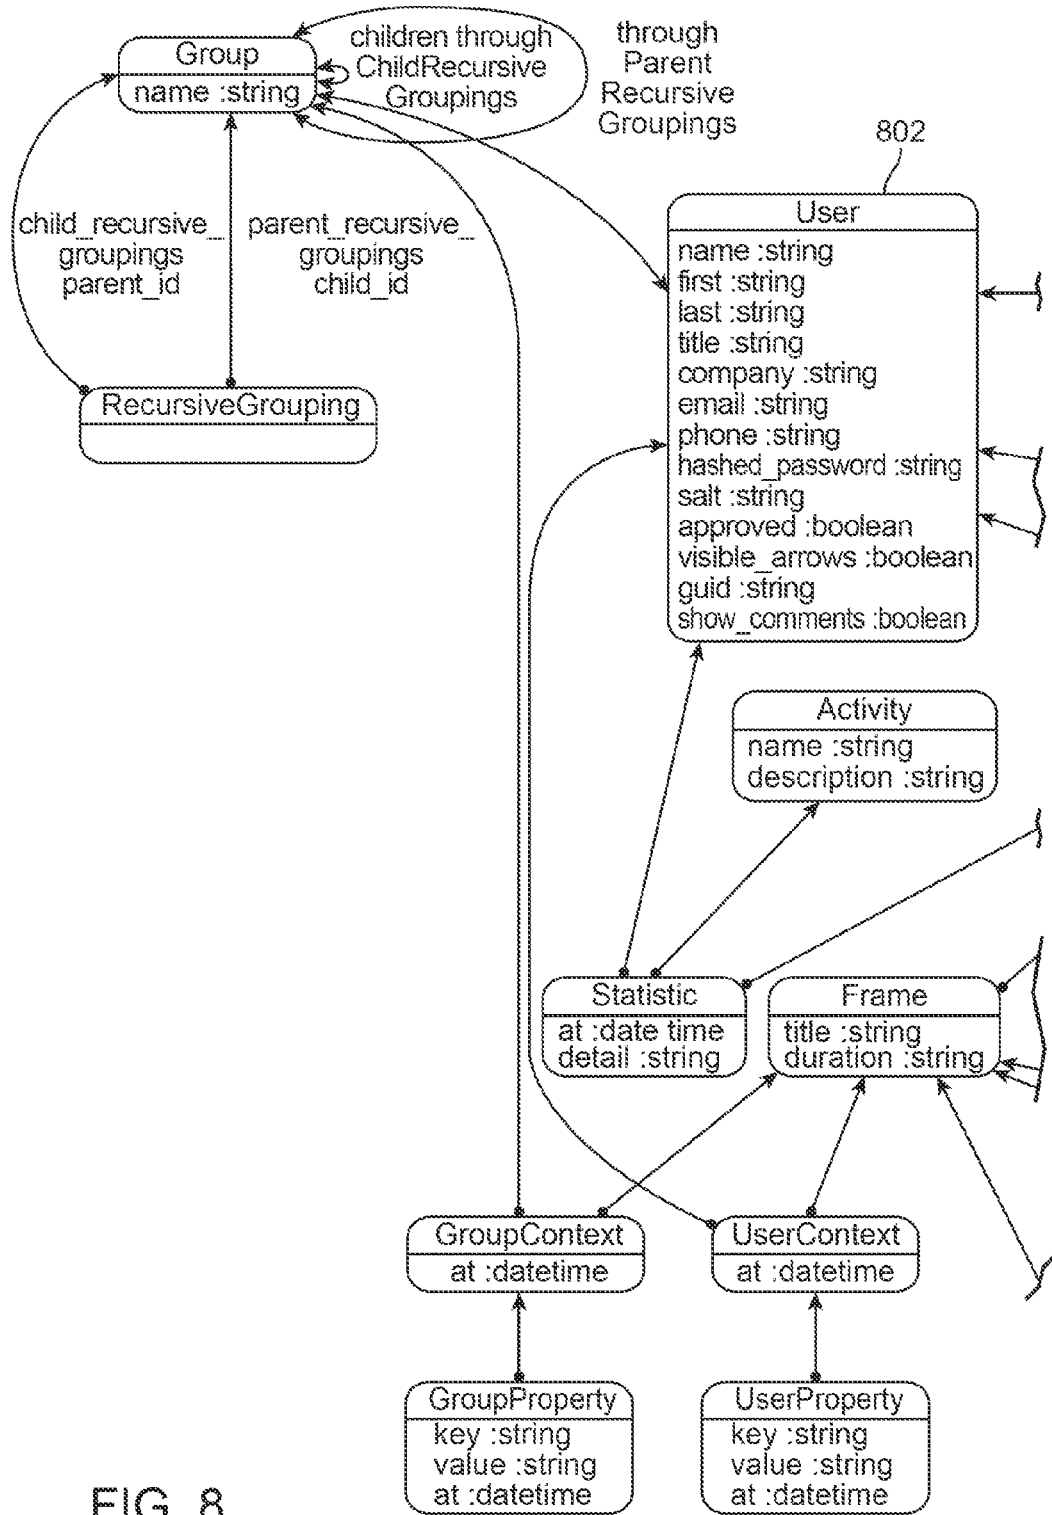 Group
name :string
children through
ChildRecursive
Groupings
through
Parent
Recursive
Groupings
802
child_recursive_
groupings
parent_id
parent_recursive_
groupings
child_id
RecursiveGrouping
User
name :string
first :string
last :string
title :string
company :string
email :string
phone :string
hashed_password :string
salt :string
approved :boolean
visible_arrows :boolean
guid :string
show_comments :boolean
Activity
name :string
description :string
Statistic
at :date time
detail :string
Frame
title :string
duration :string
GroupContext
at :datetime
UserContext
at :datetime
GroupProperty
key :string
value :string
at :datetime
UserProperty
key :string
value :string
at :datetime
FIG. 8